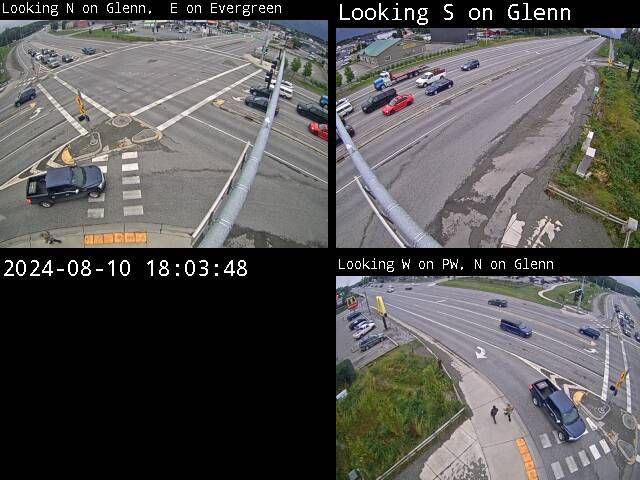 Looking N on Glenn, E on Evergreen
Looking S on Glenn
2024-08-10 18:03:48
Looking W on PW, N on Glenn